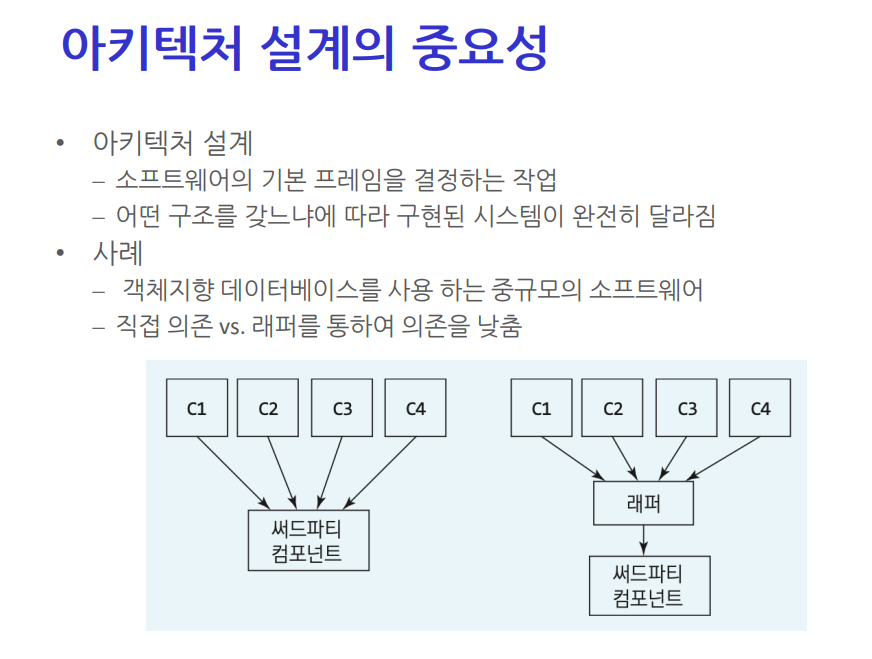 아키텍처 설계의 중요성
• 아키텍처 설계
– 소프트웨어의 기본 프레임을 결정하는 작업
– 어떤 구조를 갖느냐에 따라 구현된 시스템이 완전히 달라짐
• 사례
– 객체지향 데이터베이스를 사용 하는 중규모의 소프트웨어
– 직접 의존 vs. 래퍼를 통하여 의존을 낮춤
C1 C2 C3 C4
써드파티
컴포넌트
C1 C2 C3 C4
래퍼
써드파티
컴포넌트